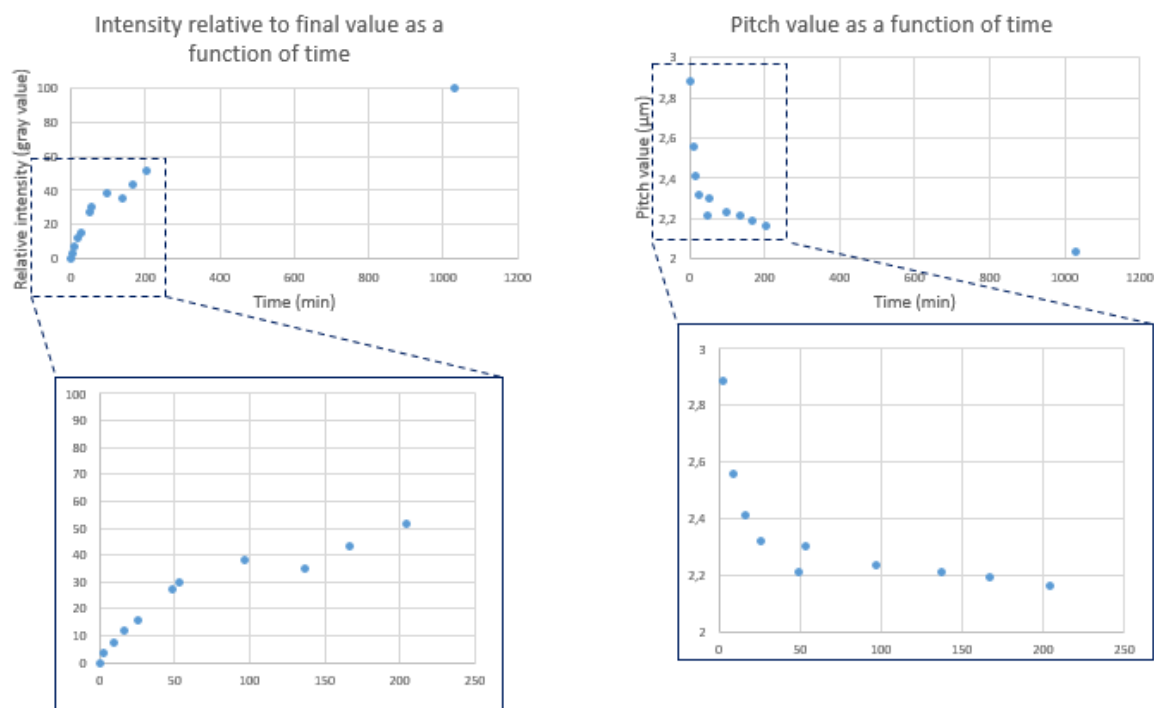 Intensity relative to final value as a
function of time
Relative intensity (gray value)
100
80
60
40
20
0
0 200 400 600 800 1000 1200
Time (min)
100
90
80
70
60
50
40
30
20
10
0
0 50 100 150 200 250
Pitch value as a function of time
Pitch value (µm)
3
2,8
2,6
2,4
2,2
2
0 200 400 600 800 1000 1200
Time (min)
3
2,8
2,6
2,4
2,2
2
0 50 100 150 200 250